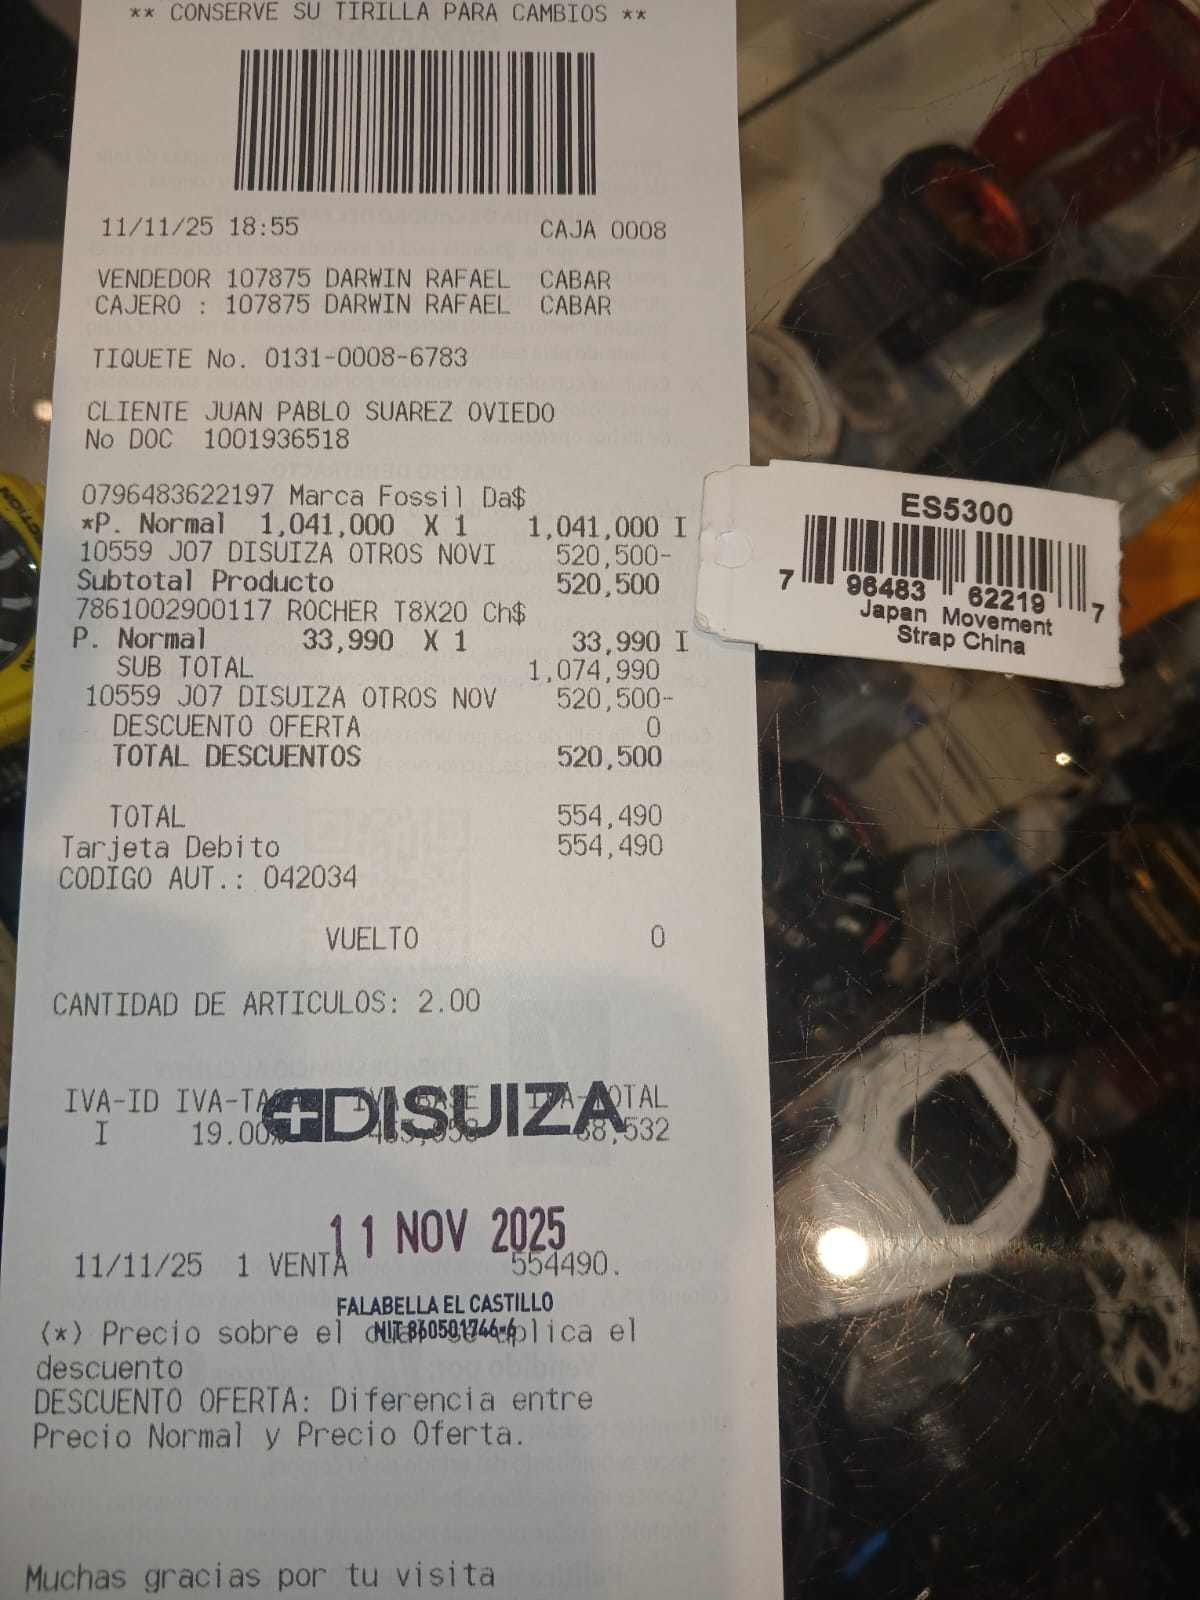 ** CONSERVE SU TIRILLA PARA CAMBIOS **
11/11/25 18:55 CAJA 0008
VENDEDOR 107875 DARWIN RAFAEL CABAR
CAJERO : 107875 DARWIN RAFAEL CABAR
TIQUETE No. 0131-0008-6783
CLIENTE JUAN PABLO SUAREZ OVIEDO
No DOC 1001936518
0796483622197 Marca Fossil Da$
*P. Normal 1,041,000 X 1 1,041,000 I
10559 J07 DISUIZA OTROS NOVI 520,500-
Subtotal Producto 520,500
7861002900117 ROCHER T8X20 Ch$
P. Normal 33,990 X 1 33,990 I
SUB TOTAL 1,074,990
10559 J07 DISUIZA OTROS NOV 520,500-
DESCUENTO OFERTA 0
TOTAL DESCUENTOS 520,500
TOTAL 554,490
Tarjeta Debito 554,490
CODIGO AUT.: 042034
VUELTO 0
CANTIDAD DE ARTICULOS: 2.00
IVA-ID
I 19.00%
DISUIZA
11 NOV 2025
11/11/25 1 VENTA 554490.
FALABELLA EL CASTILLO
NIT 860501746-6
(*) Precio sobre el aplica el
descuento
DESCUENTO OFERTA: Diferencia entre
Precio Normal y Precio Oferta.
Muchas gracias por tu visita
ES5300
7 96483 62219 7
Japan Movement
Strap China